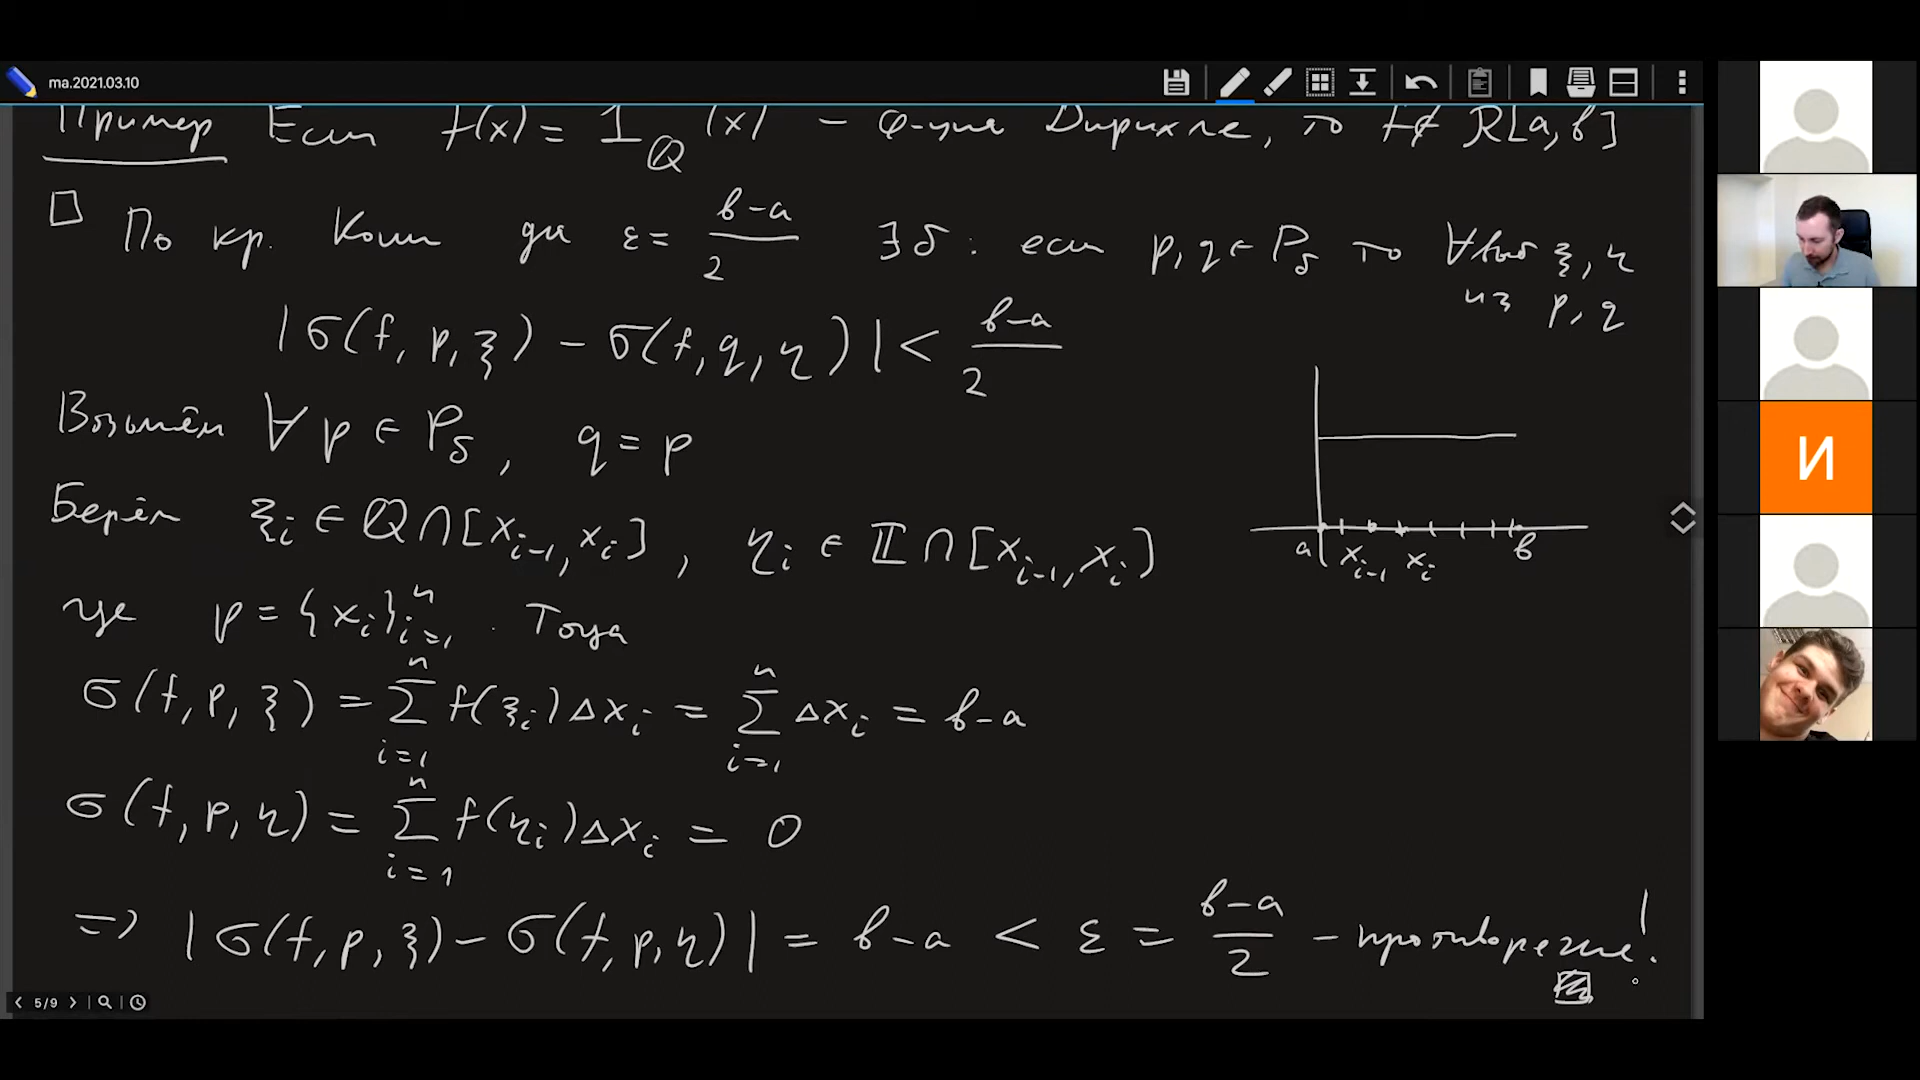 ma.2021.03.10
Пример Если f(x) = 1_Q (x) – ф-ция Дирихле, то f ∉ R[a,b]
□ По кр. Коши для ε = (b-a)/2 ∃δ : если p, q ∈ P_δ то ∀ выб ξ, η
из p, q
|σ(f, p, ξ) – σ(f, q, η)| < (b-a)/2
Возьмём ∀ p ∈ P_δ , q = p
Берём ξ_i ∈ Q∩[x_{i-1}, x_i] , η_i ∈ I∩[x_{i-1}, x_i]
a x_{i-1} x_i b
где p = {x_i}_{i=1}^n . Тогда
σ(f, p, ξ) = Σ_{i=1}^n f(ξ_i)Δx_i = Σ_{i=1}^n Δx_i = b-a
σ(f, p, η) = Σ_{i=1}^n f(η_i)Δx_i = 0
⇒ |σ(f, p, ξ) – σ(f, p, η)| = b-a < ε = (b-a)/2 – противоречие!
5/9
И